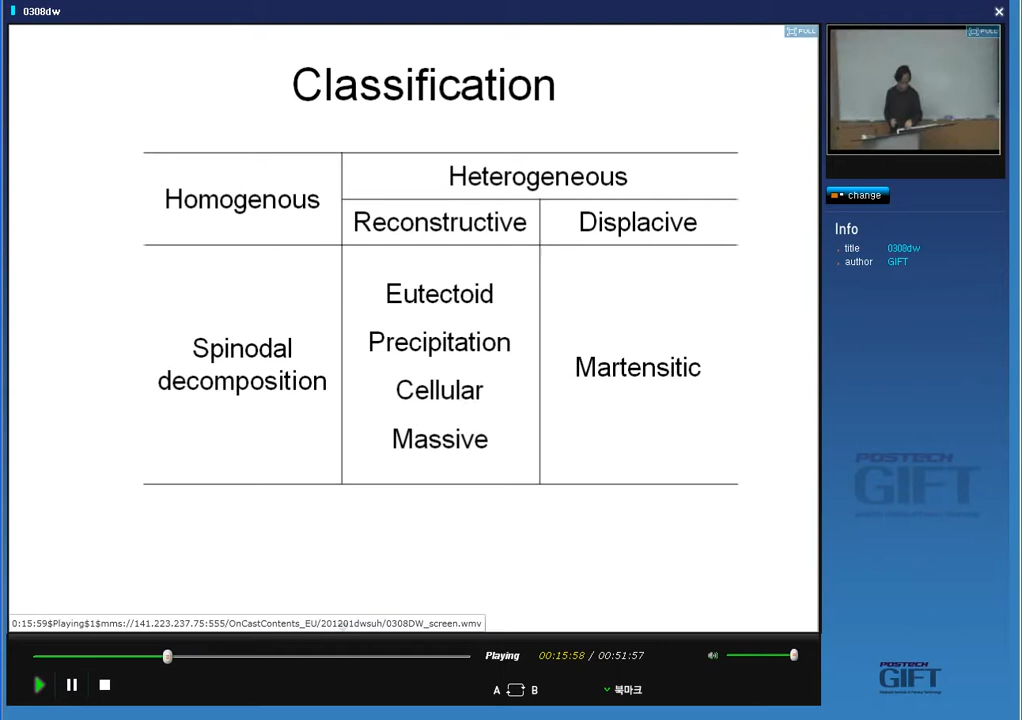 0308dw
FULL
FULL
Classification
Homogenous
Heterogeneous
Reconstructive
Displacive
Spinodal
decomposition
Eutectoid
Precipitation
Cellular
Massive
Martensitic
change
Info
title 0308dw
author GIFT
POSTECH
GIFT
0:15:59$Playing$1$mms://141.223.237.75:555/OnCastContents_EU/201201dwsuh/0308DW_screen.wmv
Playing 00:15:58 / 00:51:57
A B
북마크
POSTECH
GIFT